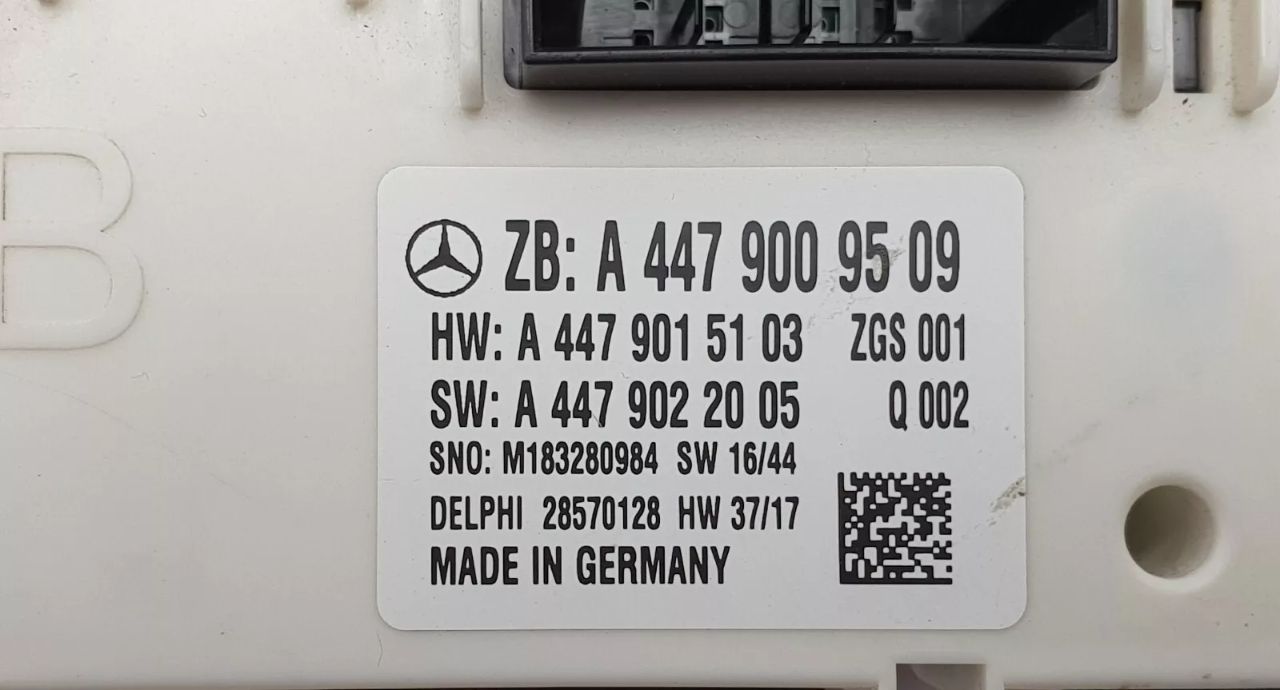 B
ZB: A 447 900 95 09
HW: A 447 901 51 03 ZGS 001
SW: A 447 902 20 05 Q 002
SNO: M183280984 SW 16/44
DELPHI 28570128 HW 37/17
MADE IN GERMANY